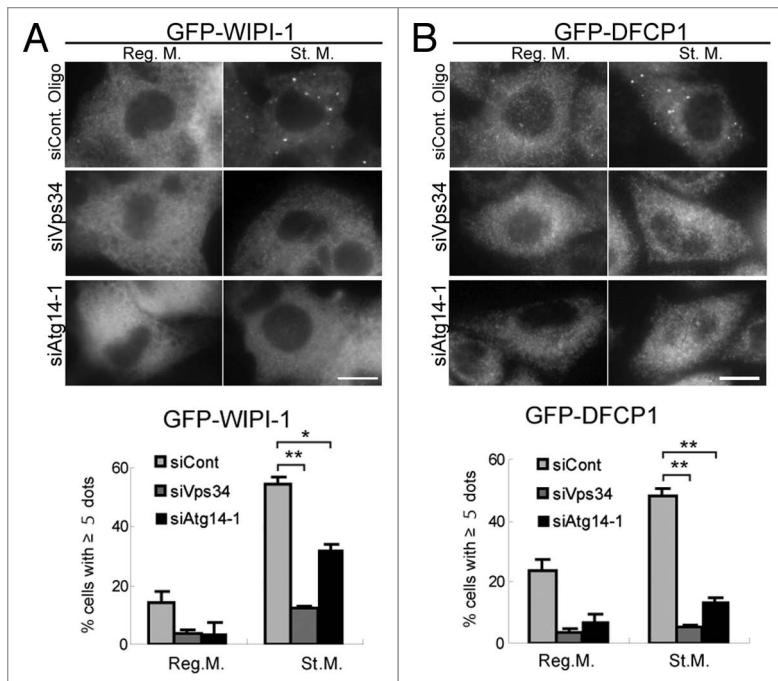 A
GFP-WIPI-1
Reg. M. St. M.
siCont. Oligo
siVps34
siAtg14-1
GFP-WIPI-1
siCont
siVps34
siAtg14-1
*
**
% cells with ≥ 5 dots
60
40
20
0
Reg.M. St.M.
B
GFP-DFCP1
Reg. M. St. M.
siCont. Oligo
siVps34
siAtg14-1
GFP-DFCP1
siCont
siVps34
siAtg14-1
**
**
% cells with ≥ 5 dots
60
40
20
0
Reg.M. St.M.